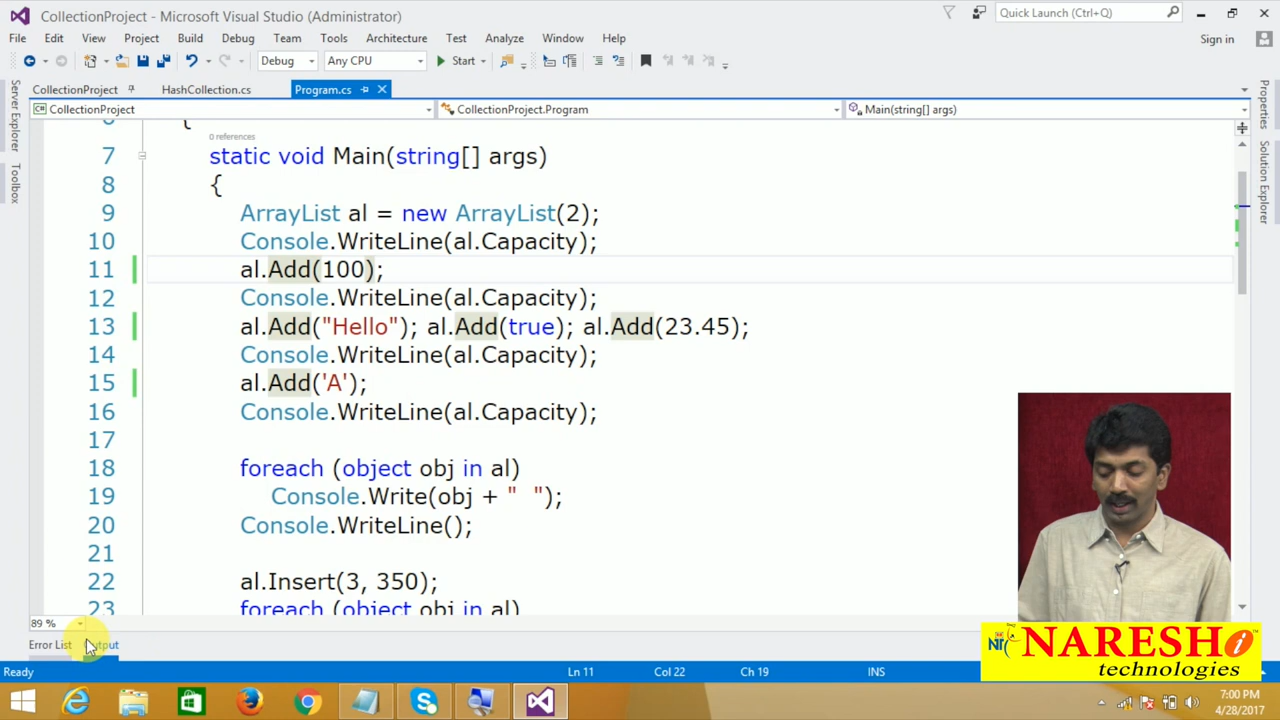 CollectionProject - Microsoft Visual Studio (Administrator)
Quick Launch (Ctrl+Q)
File Edit View Project Build Debug Team Tools Architecture Test Analyze Window Help
Sign in
Debug Any CPU Start
CollectionProject HashCollection.cs Program.cs
CollectionProject CollectionProject.Program Main(string[] args)
Server Explorer
Toolbox
Properties
Solution Explorer
{
0 references
7 static void Main(string[] args)
8 {
9 ArrayList al = new ArrayList(2);
10 Console.WriteLine(al.Capacity);
11 al.Add(100);
12 Console.WriteLine(al.Capacity);
13 al.Add("Hello"); al.Add(true); al.Add(23.45);
14 Console.WriteLine(al.Capacity);
15 al.Add('A');
16 Console.WriteLine(al.Capacity);
17
18 foreach (object obj in al)
19 Console.Write(obj + "  ");
20 Console.WriteLine();
21
22 al.Insert(3, 350);
23 foreach (object obj in al)
89 %
Error List Output
Ready Ln 11 Col 22 Ch 19 INS
NARESH i
technologies
7:00 PM
4/28/2017